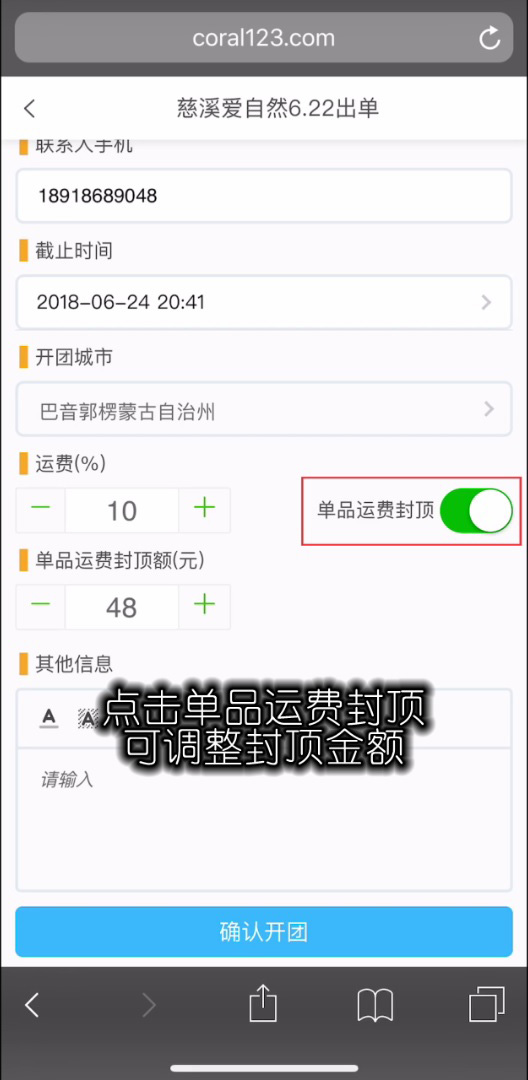 coral123.com
慈溪爱自然6.22出单
联系人手机
18918689048
截止时间
2018-06-24 20:41
开团城市
巴音郭楞蒙古自治州
运费(%)
10
单品运费封顶
单品运费封顶额(元)
48
其他信息
A A
点击单品运费封顶
可调整封顶金额
请输入
确认开团